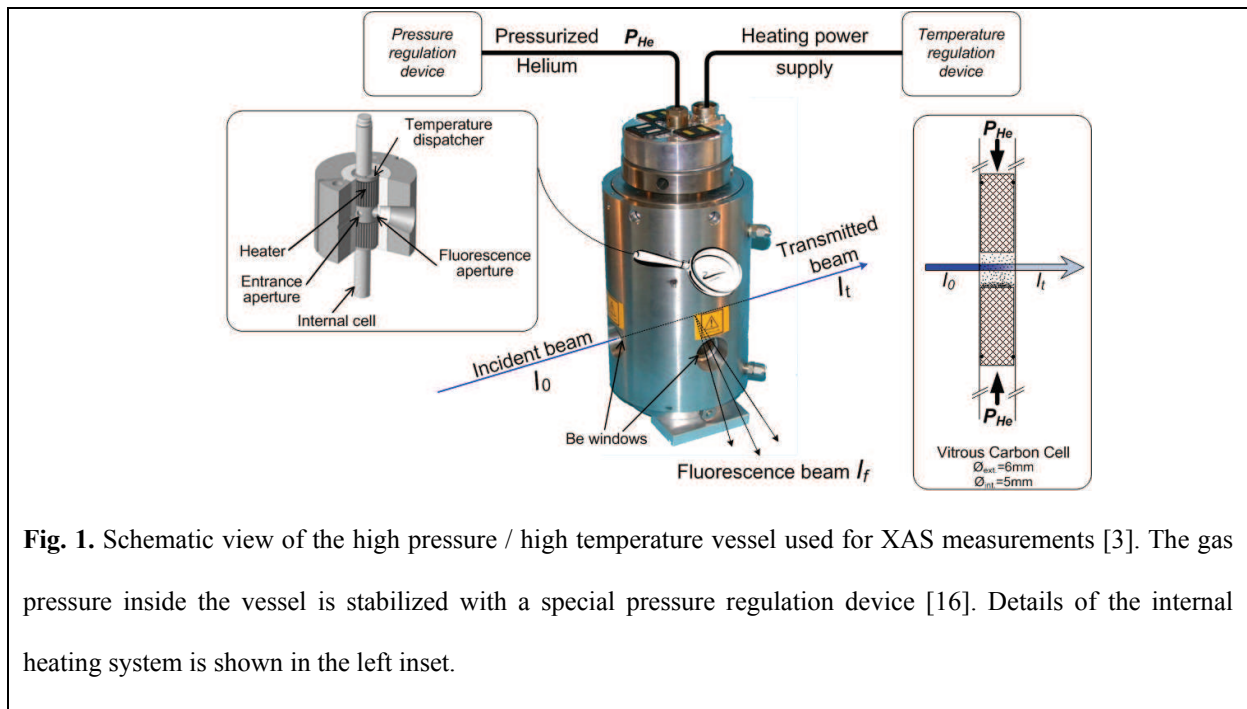 Pressure
regulation
device
Pressurized
Helium
P_He
Heating power
supply
Temperature
regulation
device
Temperature
dispatcher
Heater
Entrance
aperture
Fluorescence
aperture
Internal cell
Transmitted
beam
I_t
Incident beam
I_0
Be windows
Fluorescence beam I_f
P_He
I_0
I_t
P_He
Vitrous Carbon Cell
Ø_ext.=6mm
Ø_int.=5mm
Fig. 1. Schematic view of the high pressure / high temperature vessel used for XAS measurements [3]. The gas
pressure inside the vessel is stabilized with a special pressure regulation device [16]. Details of the internal
heating system is shown in the left inset.